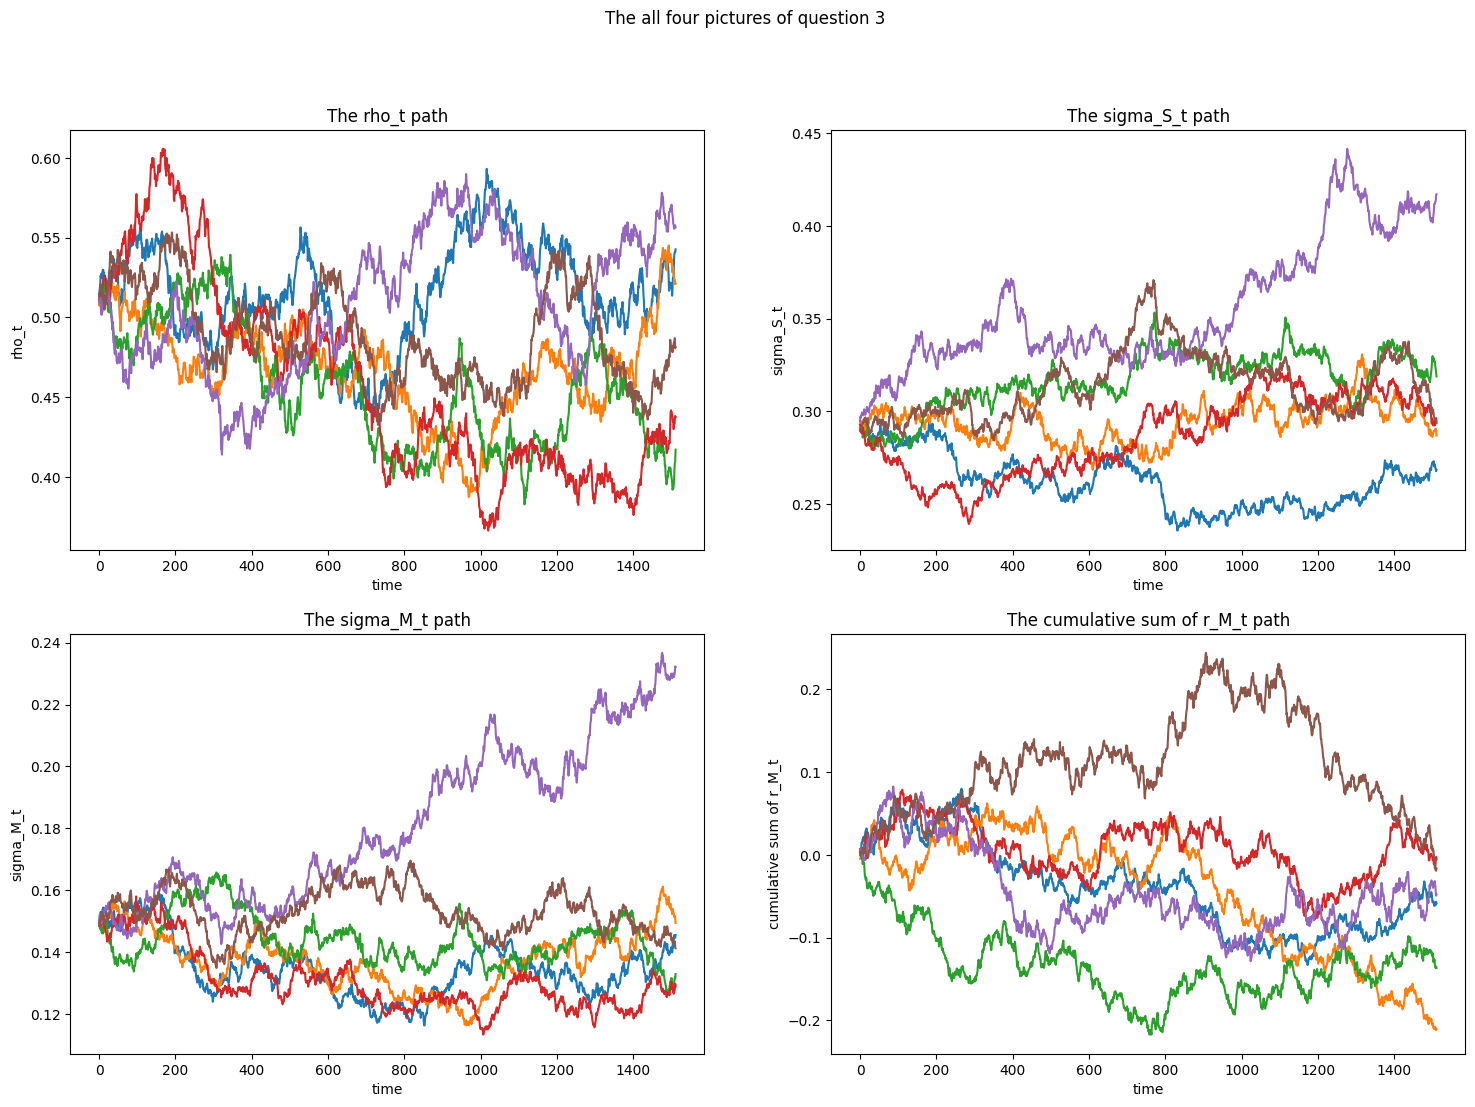 The all four pictures of question 3
The rho_t path
rho_t
0.60
0.55
0.50
0.45
0.40
0 200 400 600 800 1000 1200 1400
time
The sigma_S_t path
sigma_S_t
0.45
0.40
0.35
0.30
0.25
0 200 400 600 800 1000 1200 1400
time
The sigma_M_t path
sigma_M_t
0.24
0.22
0.20
0.18
0.16
0.14
0.12
0 200 400 600 800 1000 1200 1400
time
The cumulative sum of r_M_t path
cumulative sum of r_M_t
0.2
0.1
0.0
−0.1
−0.2
0 200 400 600 800 1000 1200 1400
time